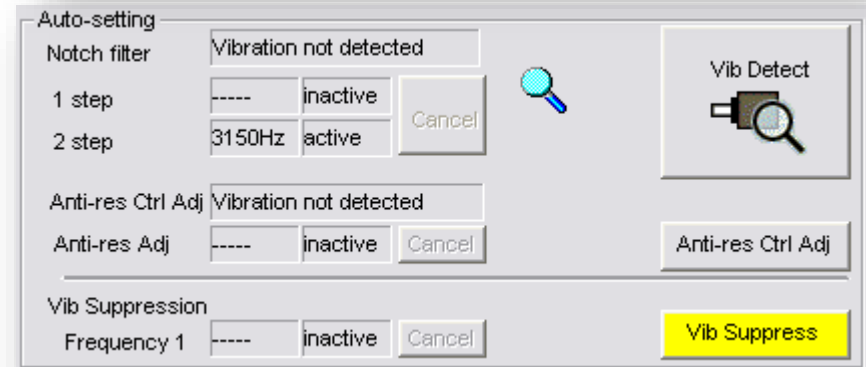 Auto-setting
Notch filter Vibration not detected
Vib Detect
1 step ----- inactive
Cancel
2 step 3150Hz active
Anti-res Ctrl Adj Vibration not detected
Anti-res Adj ----- inactive Cancel Anti-res Ctrl Adj
Vib Suppression
Frequency 1 ----- inactive Cancel Vib Suppress